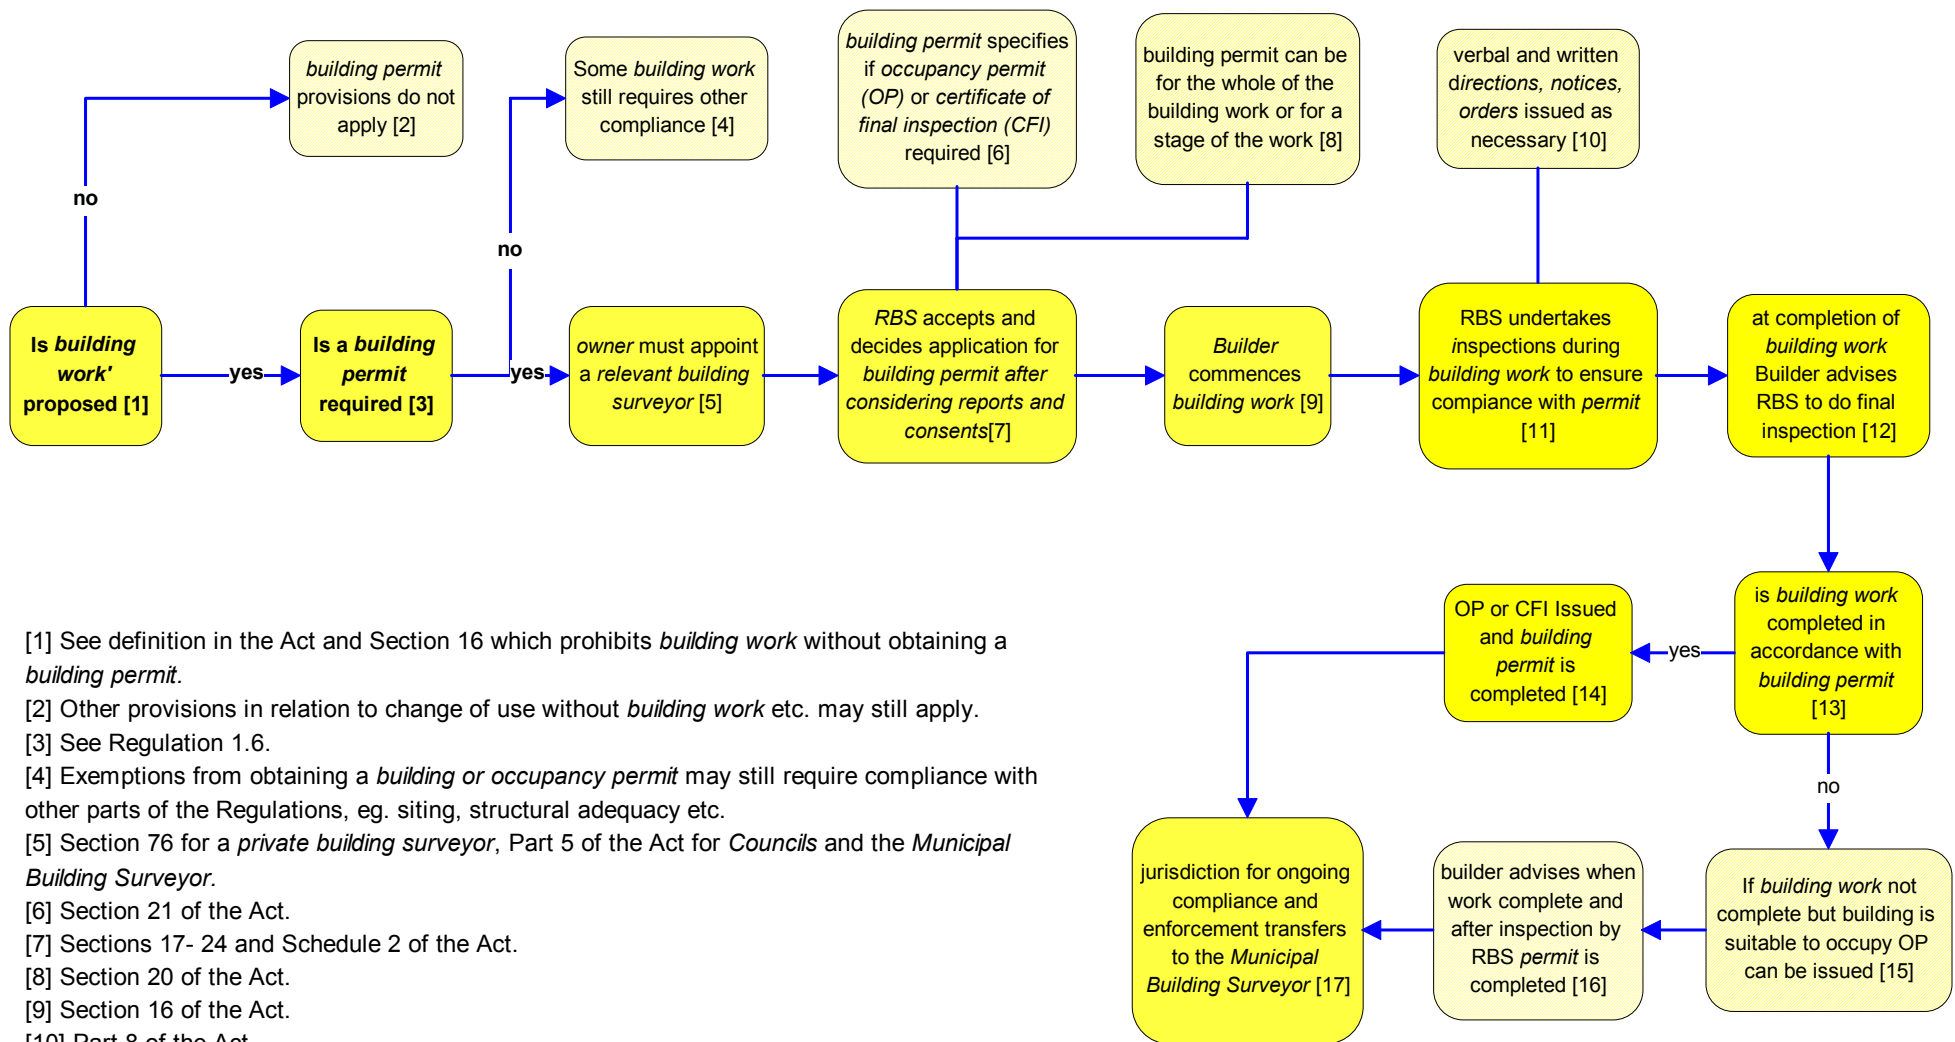 building permit
provisions do not
apply [2]
Some building work
still requires other
compliance [4]
building permit specifies
if occupancy permit
(OP) or certificate of
final inspection (CFI)
required [6]
building permit can be
for the whole of the
building work or for a
stage of the work [8]
verbal and written
directions, notices,
orders issued as
necessary [10]
no
no
Is building
work'
proposed [1]
yes
Is a building
permit
required [3]
yes
owner must appoint
a relevant building
surveyor [5]
RBS accepts and
decides application for
building permit after
considering reports and
consents[7]
Builder
commences
building work [9]
RBS undertakes
inspections during
building work to ensure
compiance with permit
[11]
at completion of
building work
Builder advises
RBS to do final
inspection [12]
is building work
completed in
accordance with
building permit
[13]
yes
OP or CFI Issued
and building
permit is
completed [14]
no
If building work not
complete but building is
suitable to occupy OP
can be issued [15]
builder advises when
work complete and
after inspection by
RBS permit is
completed [16]
jurisdiction for ongoing
compliance and
enforcement transfers
to the Municipal
Building Surveyor [17]
[1] See definition in the Act and Section 16 which prohibits building work without obtaining a
building permit.
[2] Other provisions in relation to change of use without building work etc. may still apply.
[3] See Regulation 1.6.
[4] Exemptions from obtaining a building or occupancy permit may still require compliance with
other parts of the Regulations, eg. siting, structural adequacy etc.
[5] Section 76 for a private building surveyor, Part 5 of the Act for Councils and the Municipal
Building Surveyor.
[6] Section 21 of the Act.
[7] Sections 17- 24 and Schedule 2 of the Act.
[8] Section 20 of the Act.
[9] Section 16 of the Act.
[10] Part 8 of the Act